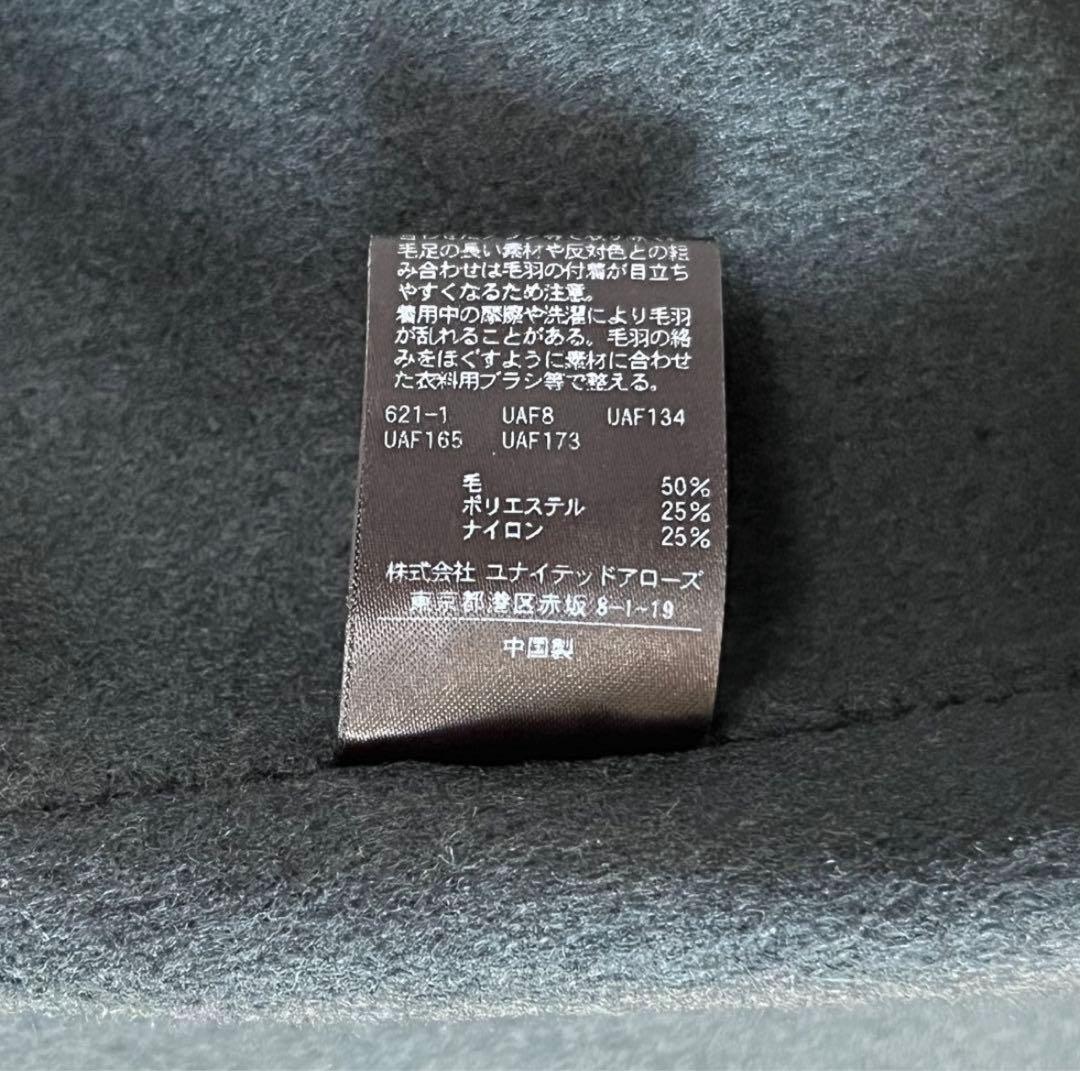 毛足の長い素材や反対色との組
み合わせは毛羽の付着が目立ち
やすくなるため注意。
着用中の摩擦や洗濯により毛羽
が乱れることがある。毛羽の絡
みをほぐすように素材に合わせ
た衣料用ブラシ等で整える。
621-1 UAF8 UAF134
UAF165 UAF173
毛 50%
ポリエステル 25%
ナイロン 25%
株式会社 ユナイテッドアローズ
東京都港区赤坂 8-1-19
中国製